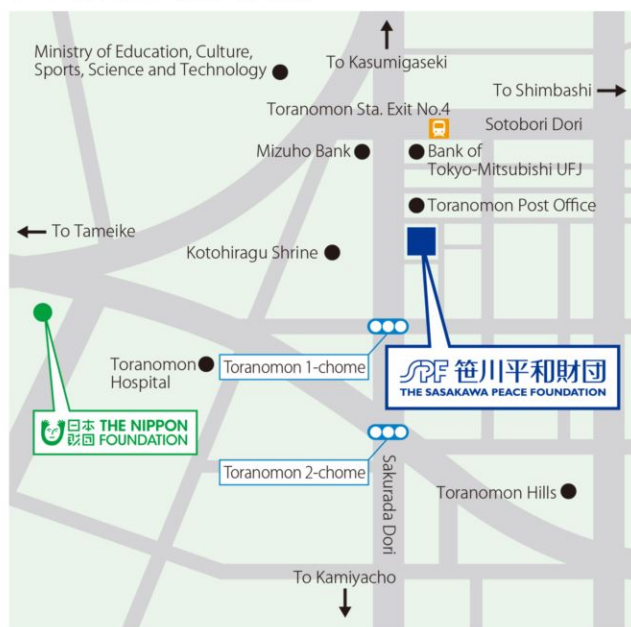 To Kasumigaseki
Ministry of Education, Culture,
Sports, Science and Technology
To Shimbashi
Toranomon Sta. Exit No.4
Sotobori Dori
Mizuho Bank
Bank of
Tokyo-Mitsubishi UFJ
Toranomon Post Office
To Tameike
Kotohiragu Shrine
Toranomon
Hospital
Toranomon 1-chome
SPF 笹川平和財団
THE SASAKAWA PEACE FOUNDATION
日本 THE NIPPON
財団 FOUNDATION
Toranomon 2-chome
Sakurada Dori
Toranomon Hills
To Kamiyacho